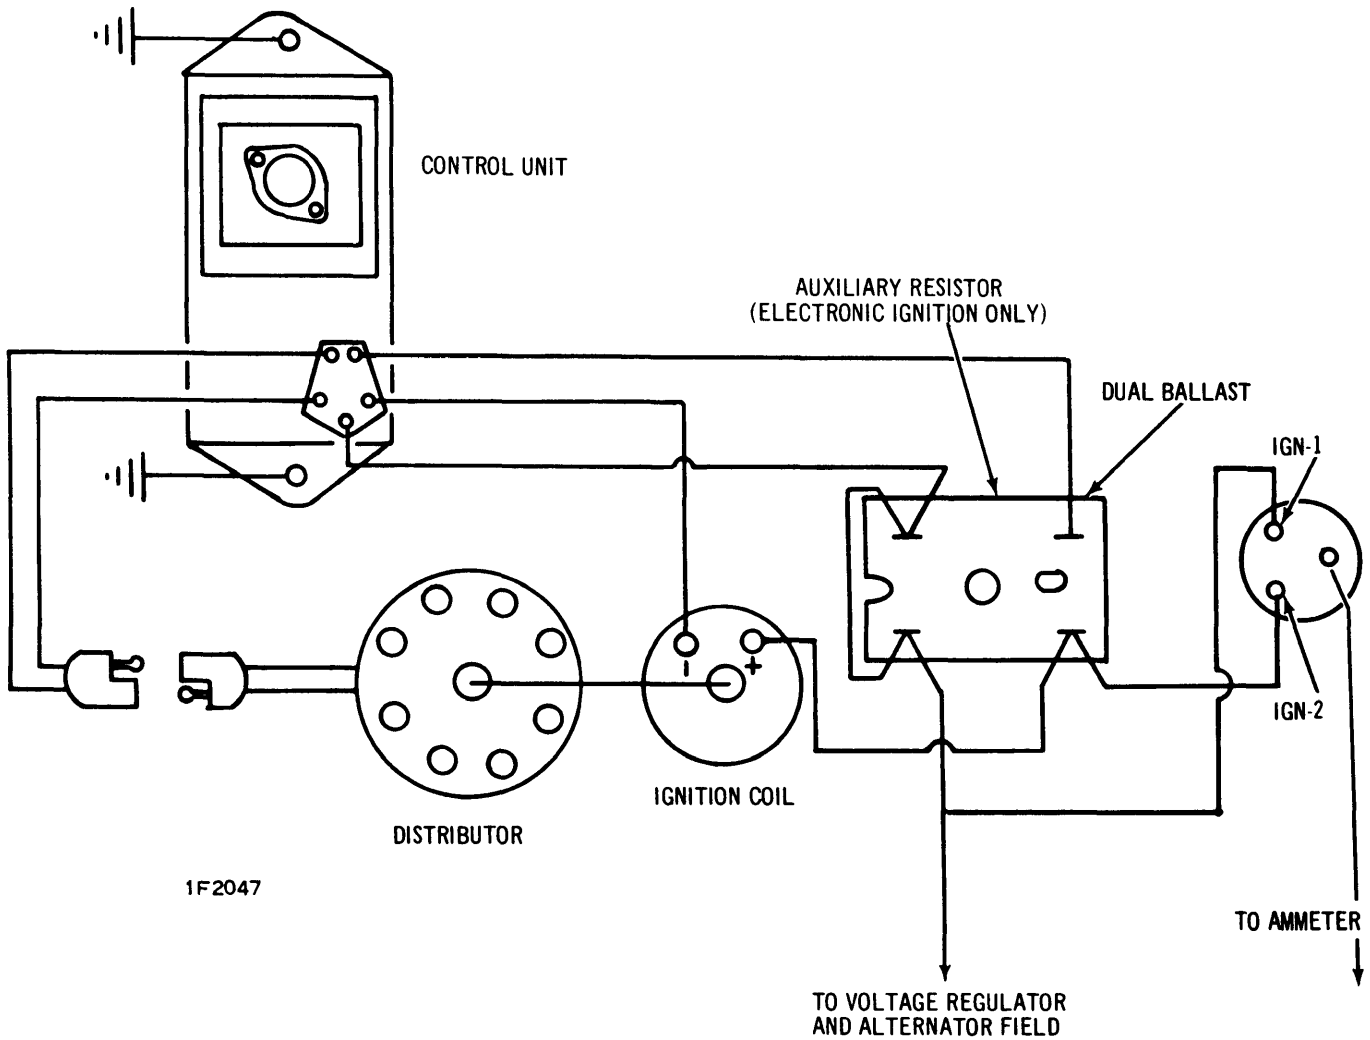 CONTROL UNIT
AUXILIARY RESISTOR
(ELECTRONIC IGNITION ONLY)
DUAL BALLAST
IGN-1
IGN-2
- +
IGNITION COIL
DISTRIBUTOR
1F2047
TO AMMETER
TO VOLTAGE REGULATOR
AND ALTERNATOR FIELD